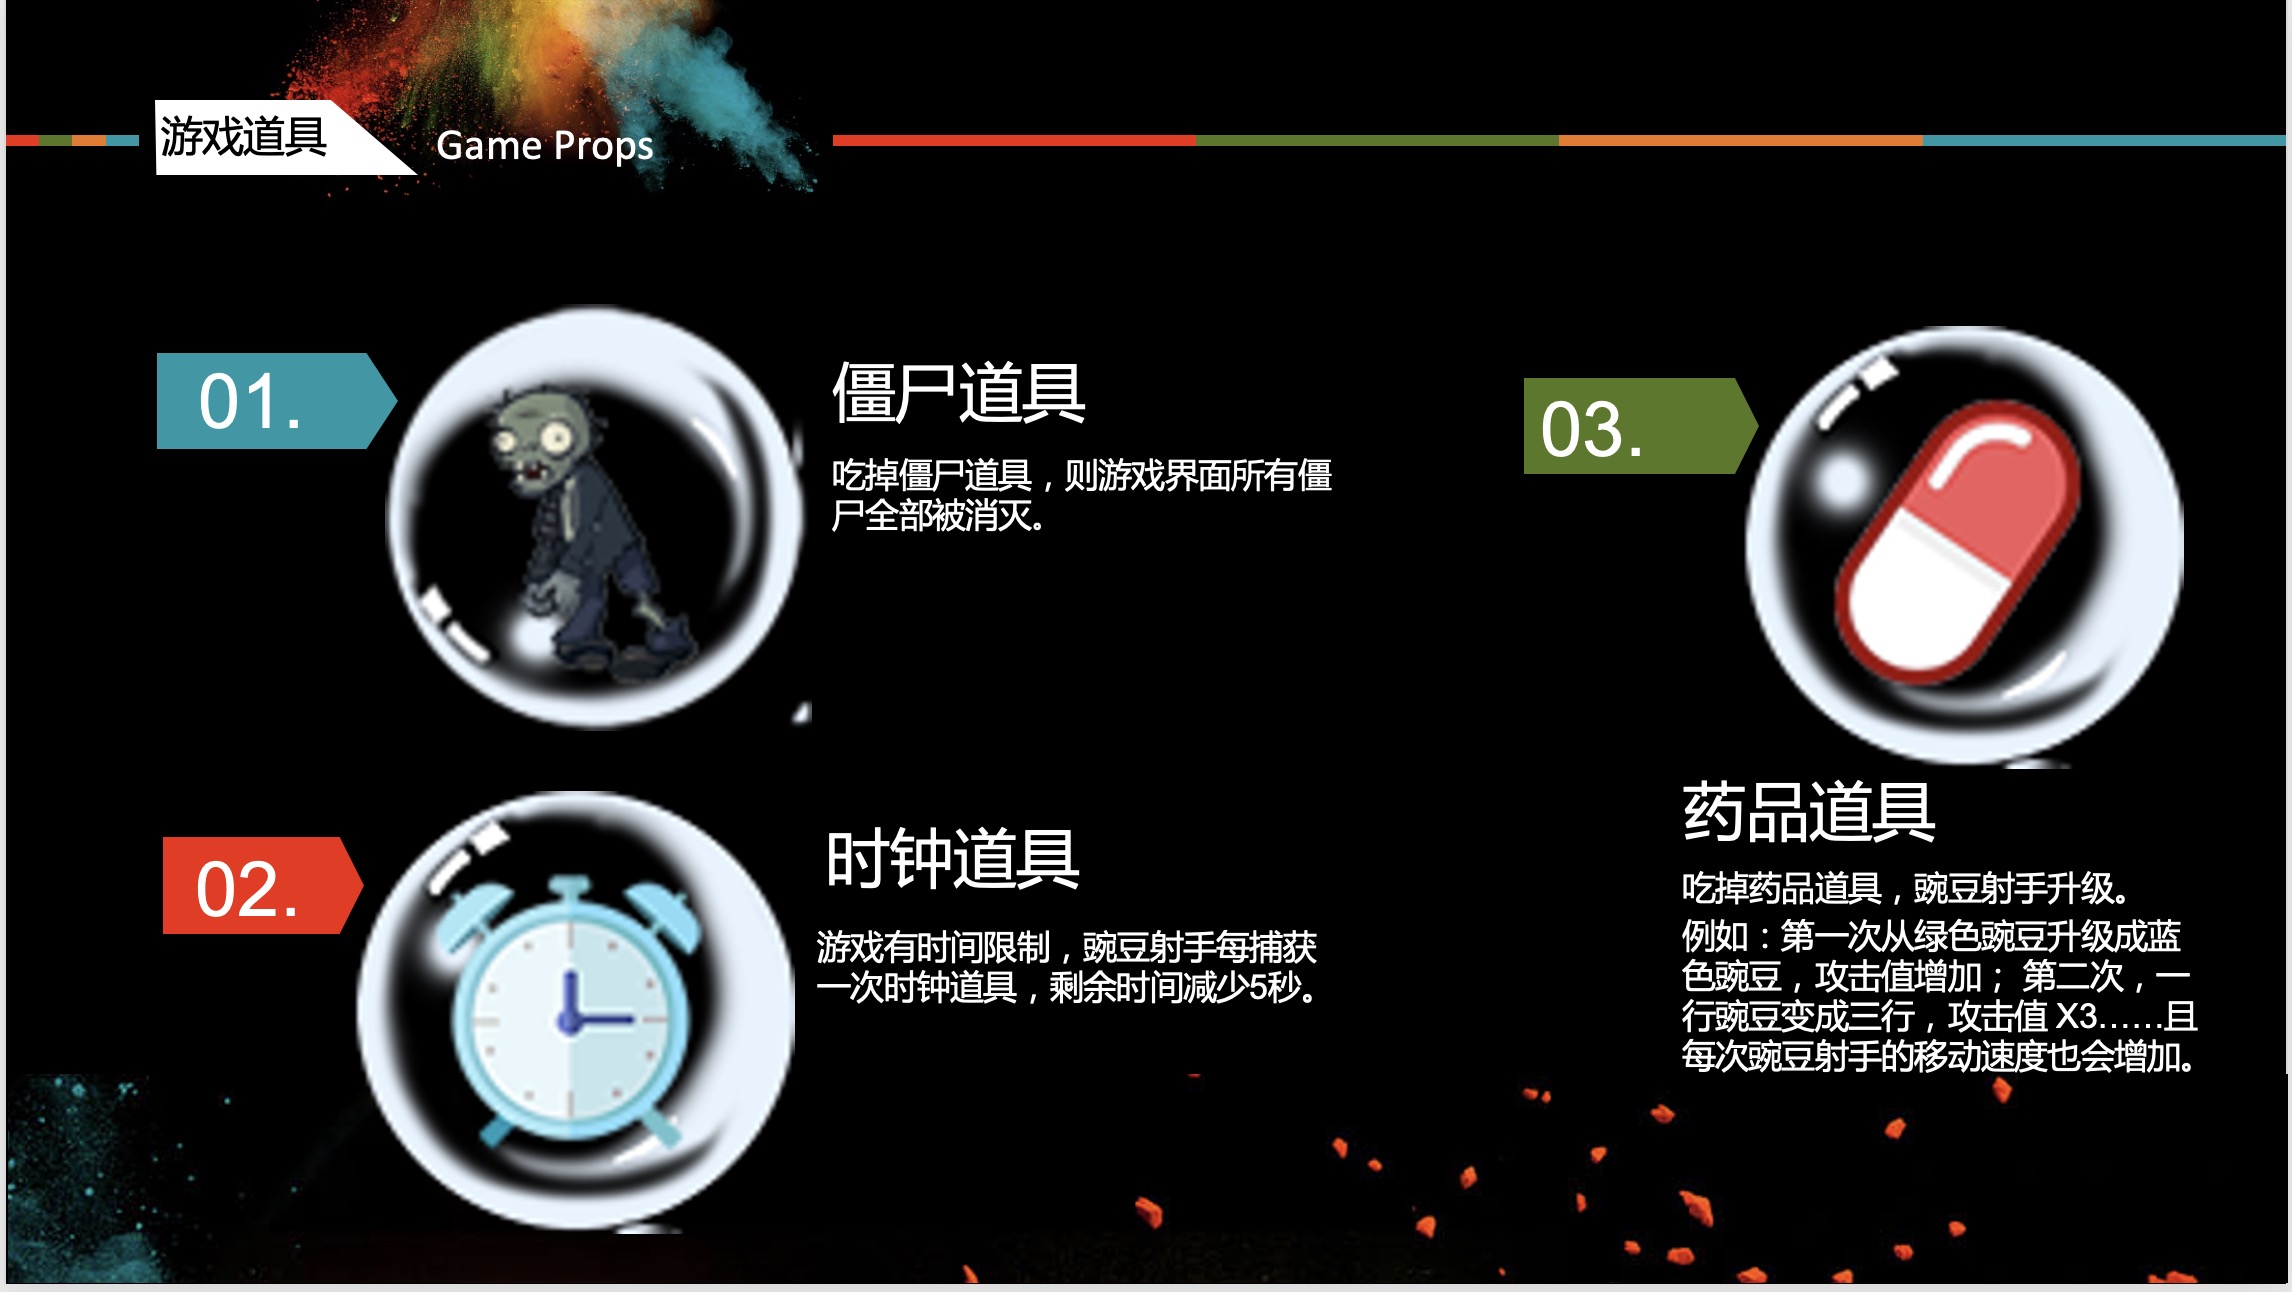 游戏道具
Game Props
01.
僵尸道具
吃掉僵尸道具，则游戏界面所有僵
尸全部被消灭。
02.
时钟道具
游戏有时间限制，豌豆射手每捕获
一次时钟道具，剩余时间减少5秒。
03.
药品道具
吃掉药品道具，豌豆射手升级。
例如：第一次从绿色豌豆升级成蓝
色豌豆，攻击值增加； 第二次，一
行豌豆变成三行，攻击值 X3……且
每次豌豆射手的移动速度也会增加。